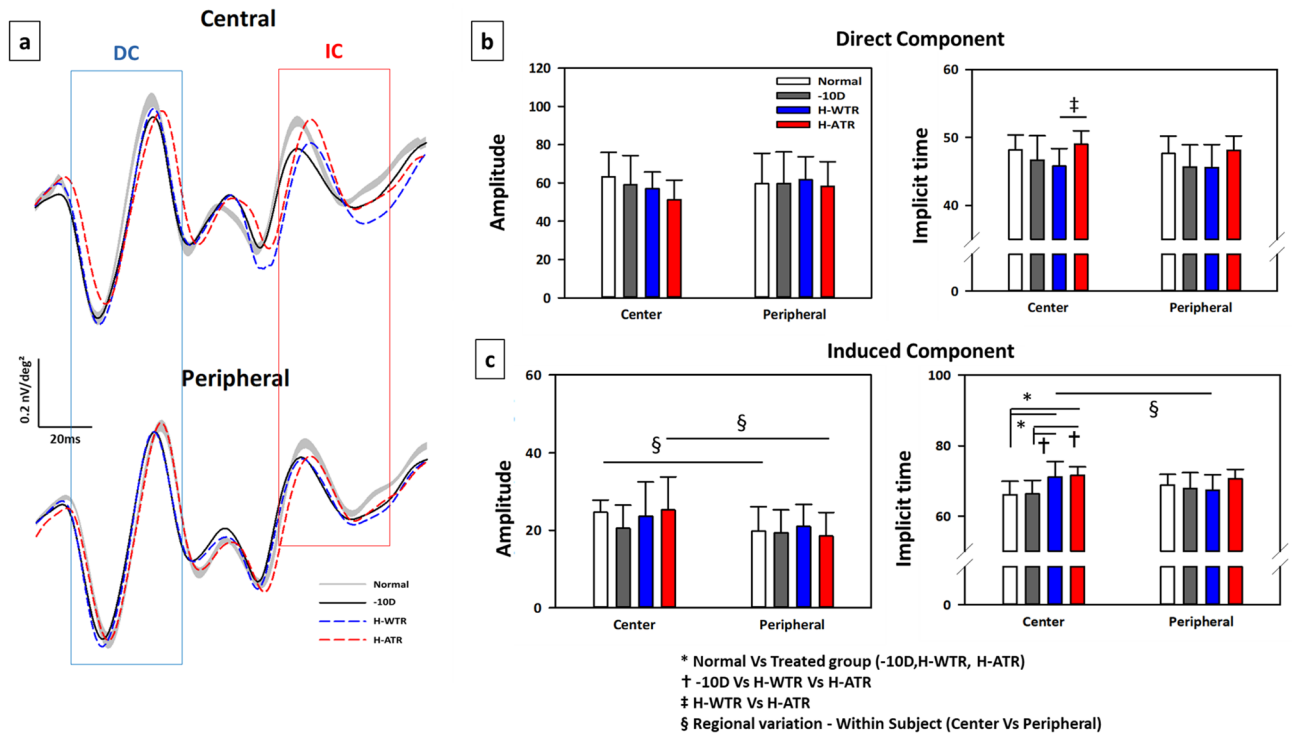 a
Central
DC
IC
0.2 nV/deg²
20ms
Peripheral
Normal
-10D
H-WTR
H-ATR
b
Direct Component
Amplitude
120
100
80
60
40
20
0
Normal
-10D
H-WTR
H-ATR
Center
Peripheral
Implicit time
60
50
40
0
‡
Center
Peripheral
c
Induced Component
Amplitude
60
40
20
0
§
§
Center
Peripheral
Implicit time
100
80
60
0
*
*
†
†
§
Center
Peripheral
* Normal Vs Treated group (-10D,H-WTR, H-ATR)
† -10D Vs H-WTR Vs H-ATR
‡ H-WTR Vs H-ATR
§ Regional variation - Within Subject (Center Vs Peripheral)